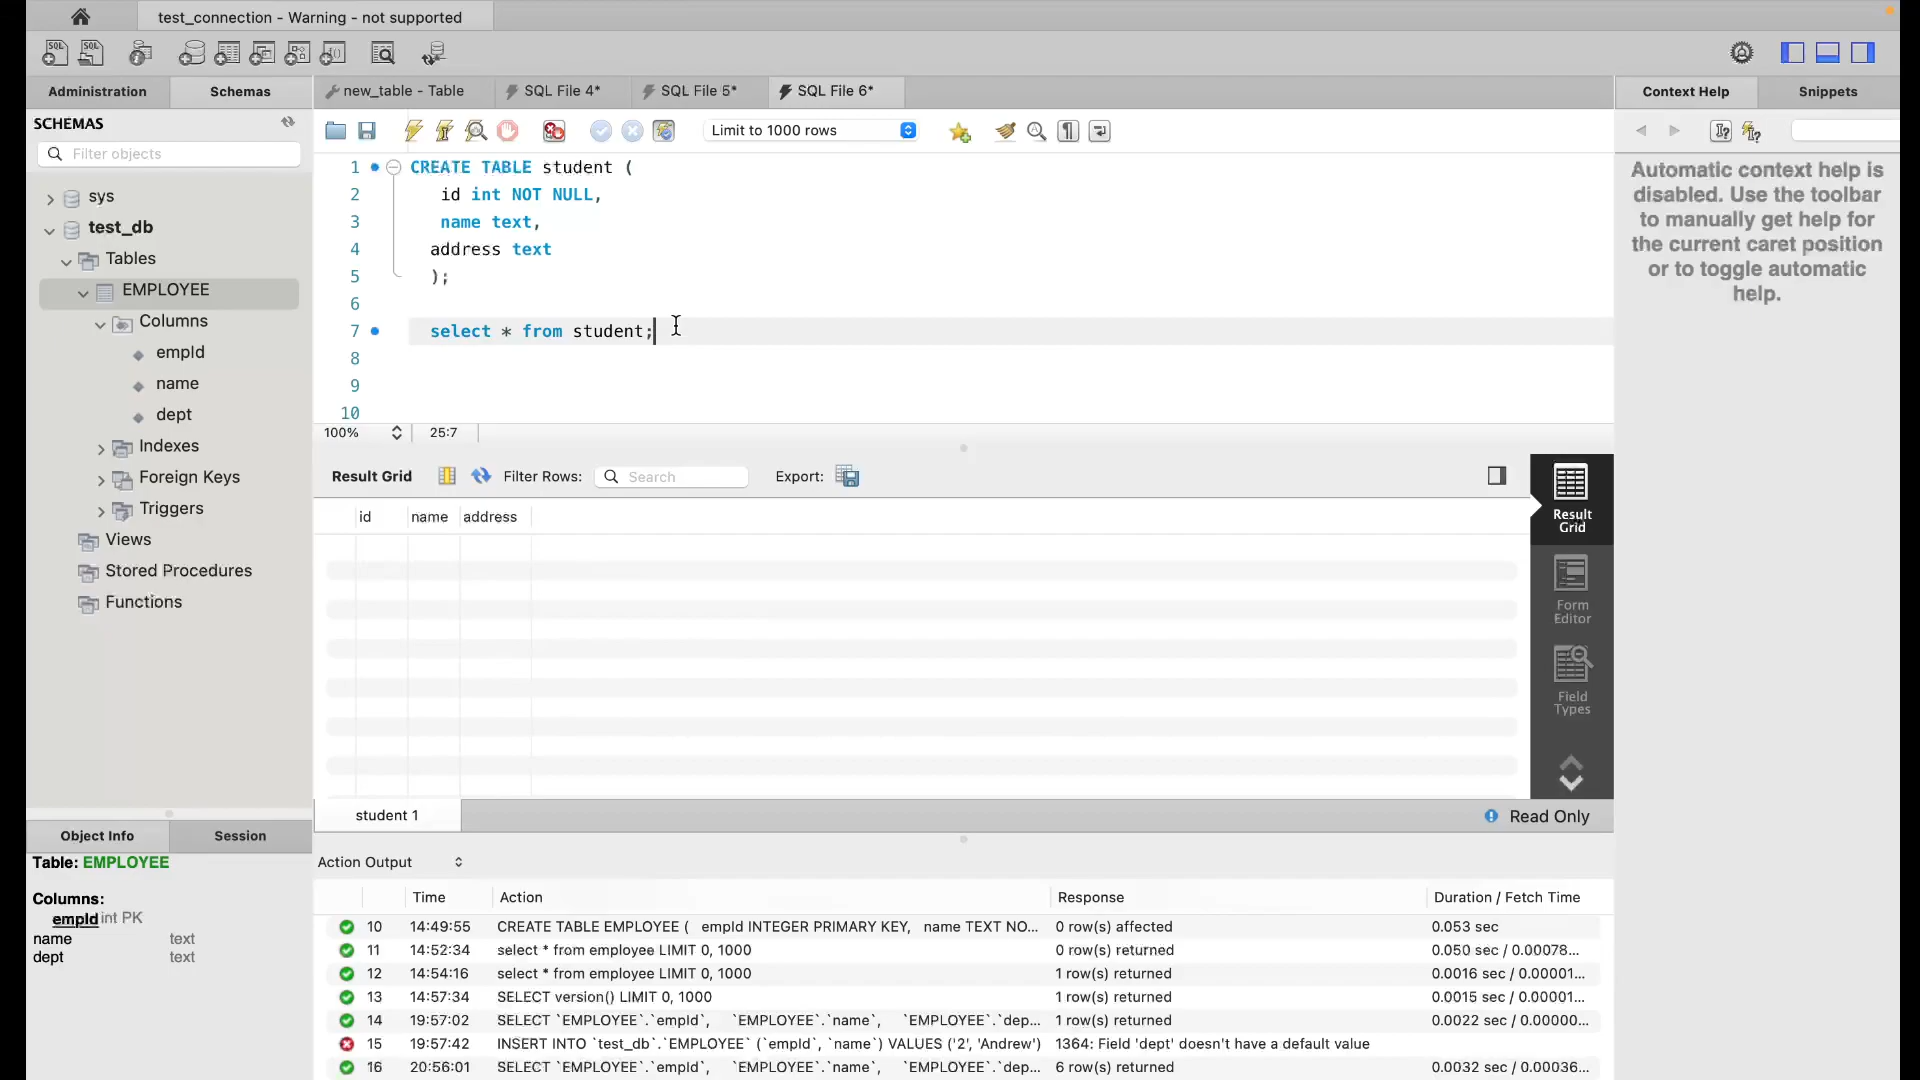 test_connection - Warning - not supported
Administration
Schemas
new_table - Table
SQL File 4*
SQL File 5*
SQL File 6*
Context Help
Snippets
SCHEMAS
Filter objects
sys
test_db
Tables
EMPLOYEE
Columns
empId
name
dept
Indexes
Foreign Keys
Triggers
Views
Stored Procedures
Functions
Limit to 1000 rows
1 CREATE TABLE student (
2 id int NOT NULL,
3 name text,
4 address text
5 );
6
7 select * from student;
8
9
10
100% 25:7
Automatic context help is
disabled. Use the toolbar
to manually get help for
the current caret position
or to toggle automatic
help.
Result Grid Filter Rows: Search Export:
id name address
Result
Grid
Form
Editor
Field
Types
student 1
Read Only
Object Info
Session
Table: EMPLOYEE
Columns:
empId int PK
name text
dept text
Action Output
Time Action Response Duration / Fetch Time
10 14:49:55 CREATE TABLE EMPLOYEE ( empId INTEGER PRIMARY KEY, name TEXT NO... 0 row(s) affected 0.053 sec
11 14:52:34 select * from employee LIMIT 0, 1000 0 row(s) returned 0.050 sec / 0.00078...
12 14:54:16 select * from employee LIMIT 0, 1000 1 row(s) returned 0.0016 sec / 0.00001...
13 14:57:34 SELECT version() LIMIT 0, 1000 1 row(s) returned 0.0015 sec / 0.00001...
14 19:57:02 SELECT `EMPLOYEE`.`empId`, `EMPLOYEE`.`name`, `EMPLOYEE`.`dep... 1 row(s) returned 0.0022 sec / 0.00000...
15 19:57:42 INSERT INTO `test_db`.`EMPLOYEE` (`empId`, `name`) VALUES ('2', 'Andrew') 1364: Field 'dept' doesn't have a default value
16 20:56:01 SELECT `EMPLOYEE`.`empId`, `EMPLOYEE`.`name`, `EMPLOYEE`.`dep... 6 row(s) returned 0.0032 sec / 0.00036...